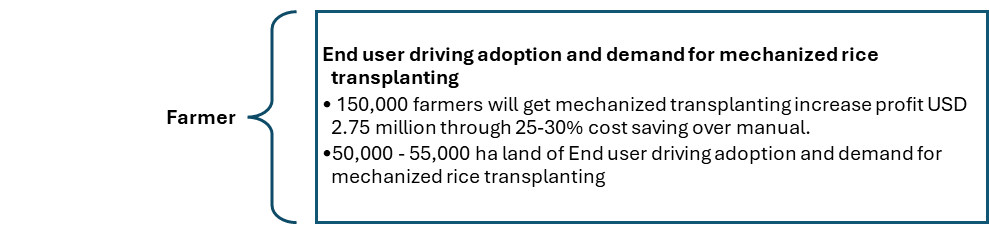 End user driving adoption and demand for mechanized rice
transplanting
• 150,000 farmers will get mechanized transplanting increase profit USD
Farmer
2.75 million through 25-30% cost saving over manual.
•50,000 - 55,000 ha land of End user driving adoption and demand for
mechanized rice transplanting